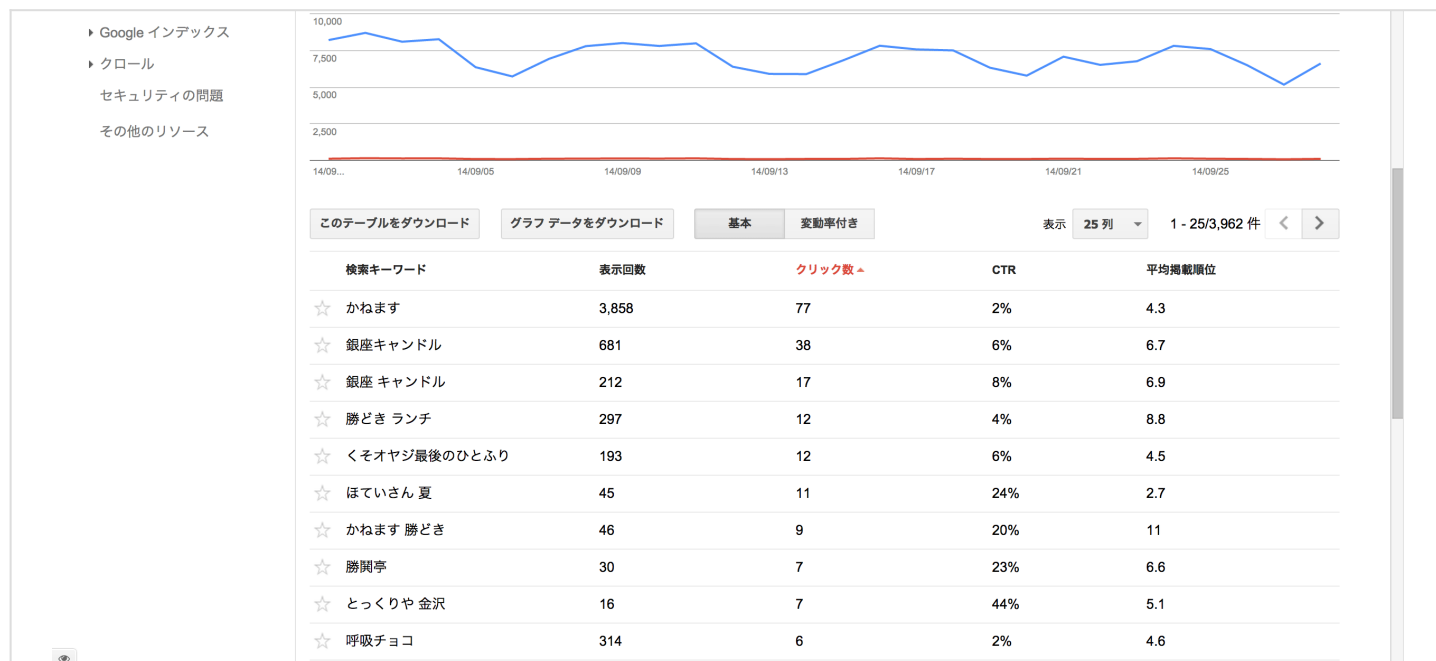 Google インデックス
クロール
セキュリティの問題
その他のリソース
10,000
7,500
5,000
2,500
14/09... 14/09/05 14/09/09 14/09/13 14/09/17 14/09/21 14/09/25
このテーブルをダウンロード グラフ データをダウンロード 基本 変動率付き 表示 25 列 1 - 25/3,962 件
検索キーワード 表示回数 クリック数 CTR 平均掲載順位
かねます 3,858 77 2% 4.3
銀座キャンドル 681 38 6% 6.7
銀座 キャンドル 212 17 8% 6.9
勝どき ランチ 297 12 4% 8.8
くそオヤジ最後のひとふり 193 12 6% 4.5
ほていさん 夏 45 11 24% 2.7
かねます 勝どき 46 9 20% 11
勝関亭 30 7 23% 6.6
とっくりや 金沢 16 7 44% 5.1
呼吸チョコ 314 6 2% 4.6